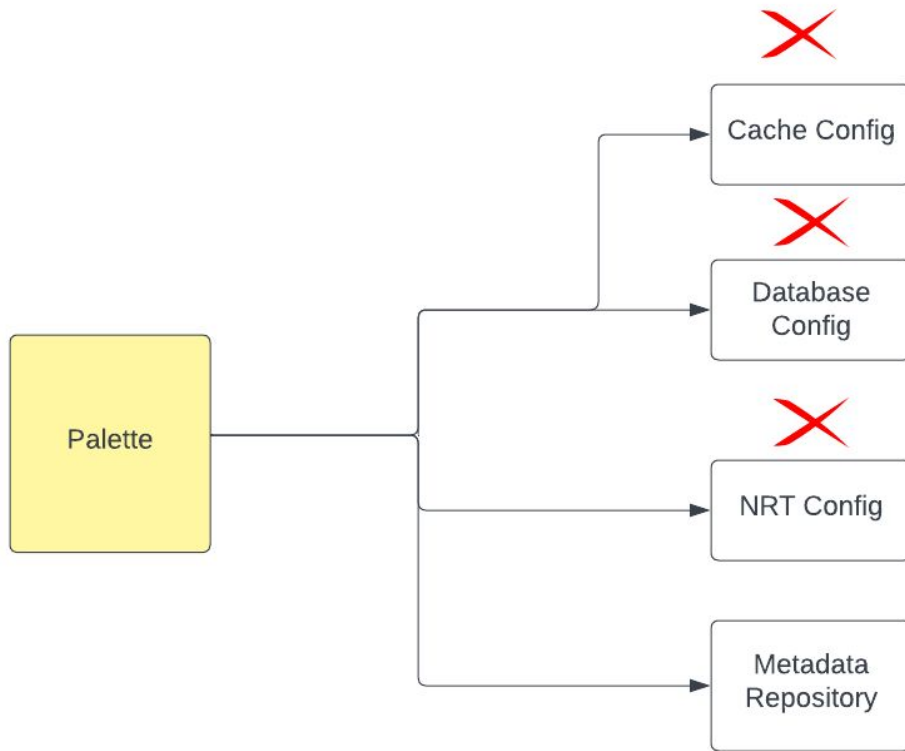 Cache Config
Database
Config
Palette
NRT Config
Metadata
Repository